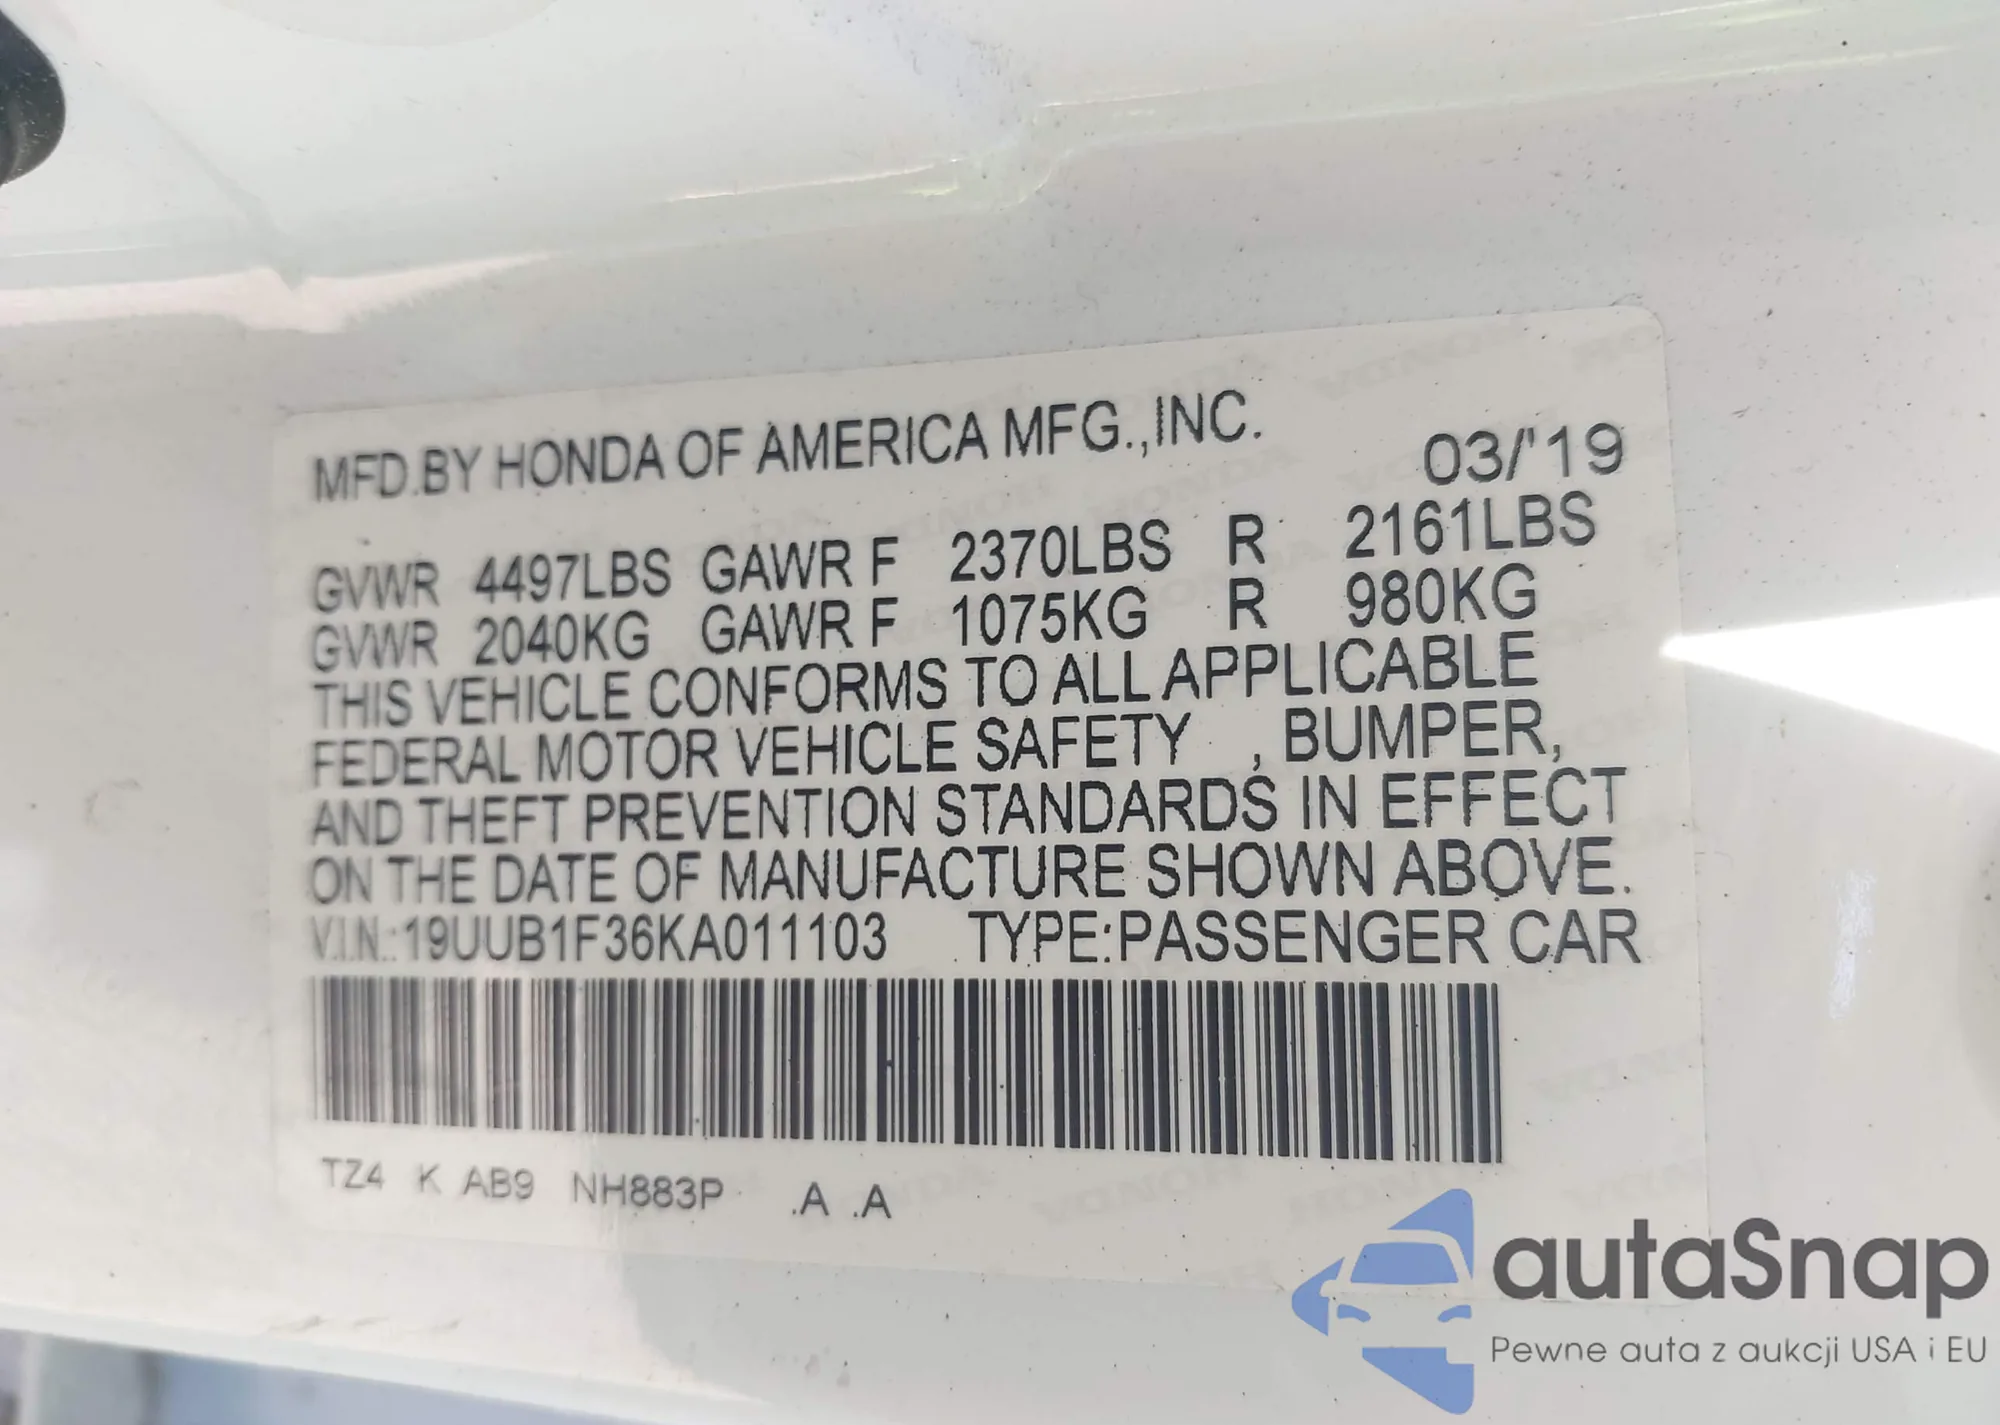 MFD.BY HONDA OF AMERICA MFG.,INC. 03/'19
GVWR 4497LBS GAWR F 2370LBS R 2161LBS
GVWR 2040KG GAWR F 1075KG R 980KG
THIS VEHICLE CONFORMS TO ALL APPLICABLE
FEDERAL MOTOR VEHICLE SAFETY , BUMPER,
AND THEFT PREVENTION STANDARDS IN EFFECT
ON THE DATE OF MANUFACTURE SHOWN ABOVE.
V.I.N.:19UUB1F36KA011103 TYPE:PASSENGER CAR
TZ4 K AB9 NH883P .A .A
autaSnap
Pewne auta z aukcji USA i EU